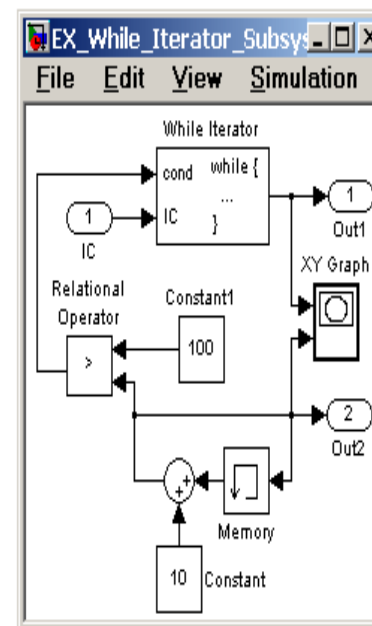 EX_While_Iterator_Subsys
File Edit View Simulation
While Iterator
cond while {
...
IC }
1
IC
1
Out1
XY Graph
Relational
Operator
Constant1
>
100
2
Out2
+
+
Memory
10
Constant